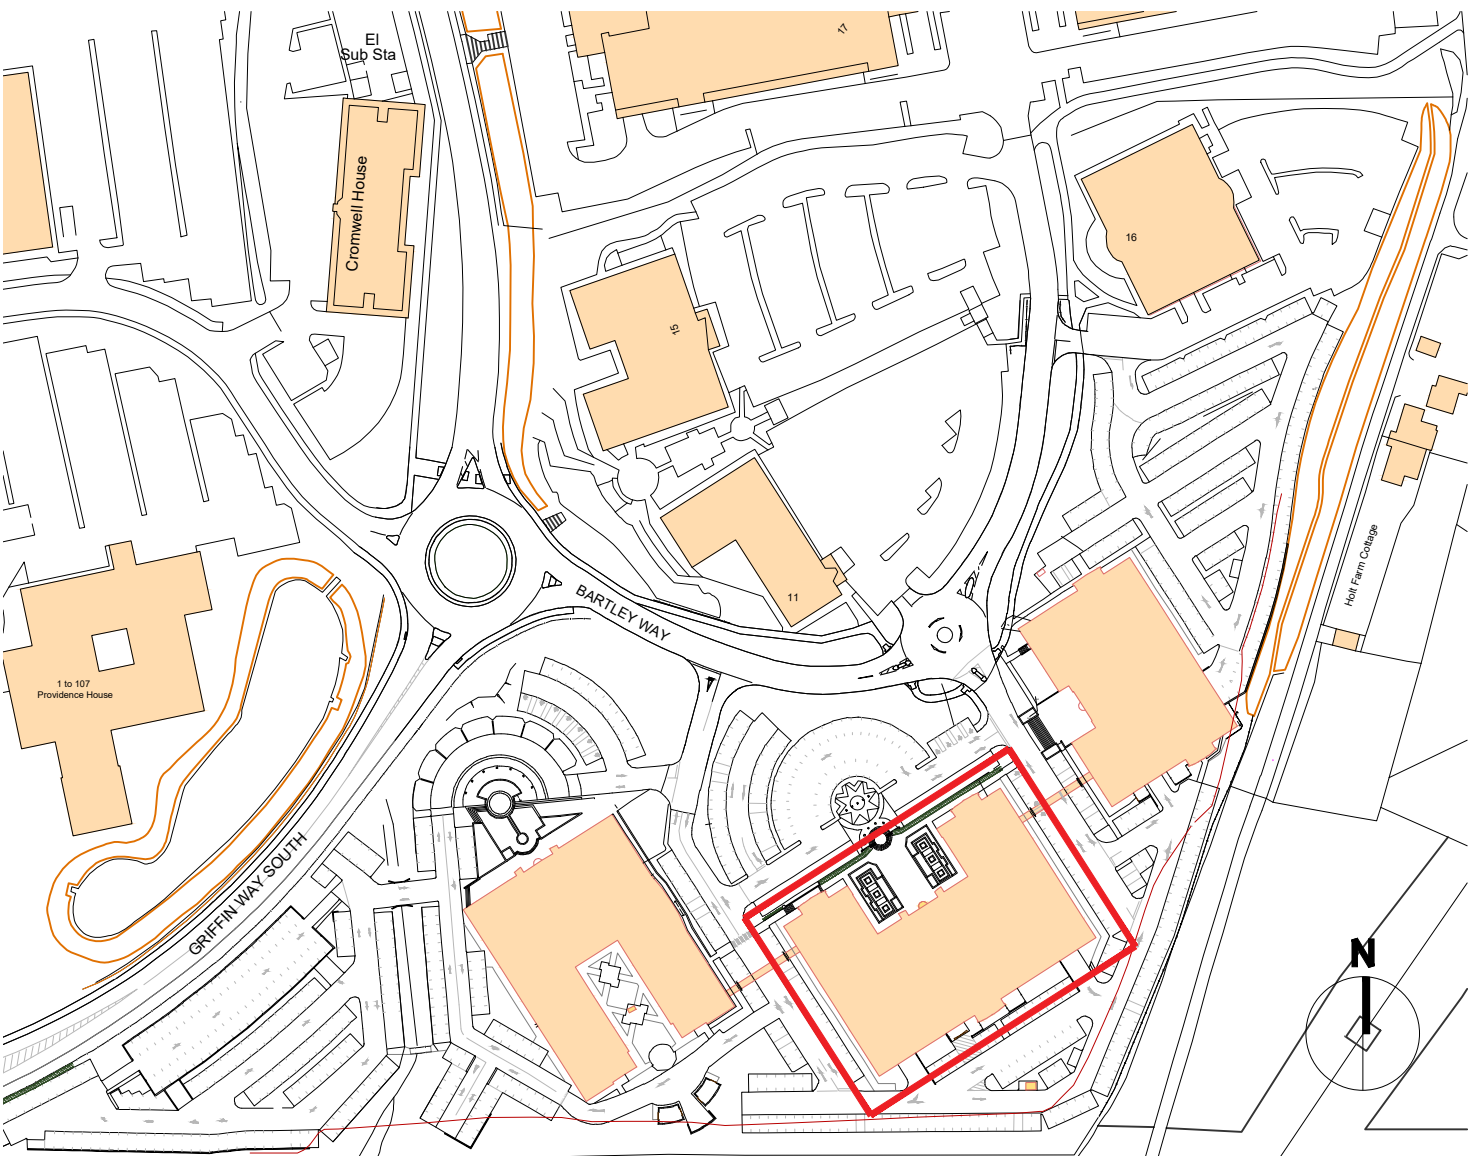 El
Sub Sta
17
Cromwell House
16
15
Holt Farm Cottage
11
BARTLEY WAY
1 to 107
Providence House
GRIFFIN WAY SOUTH
N